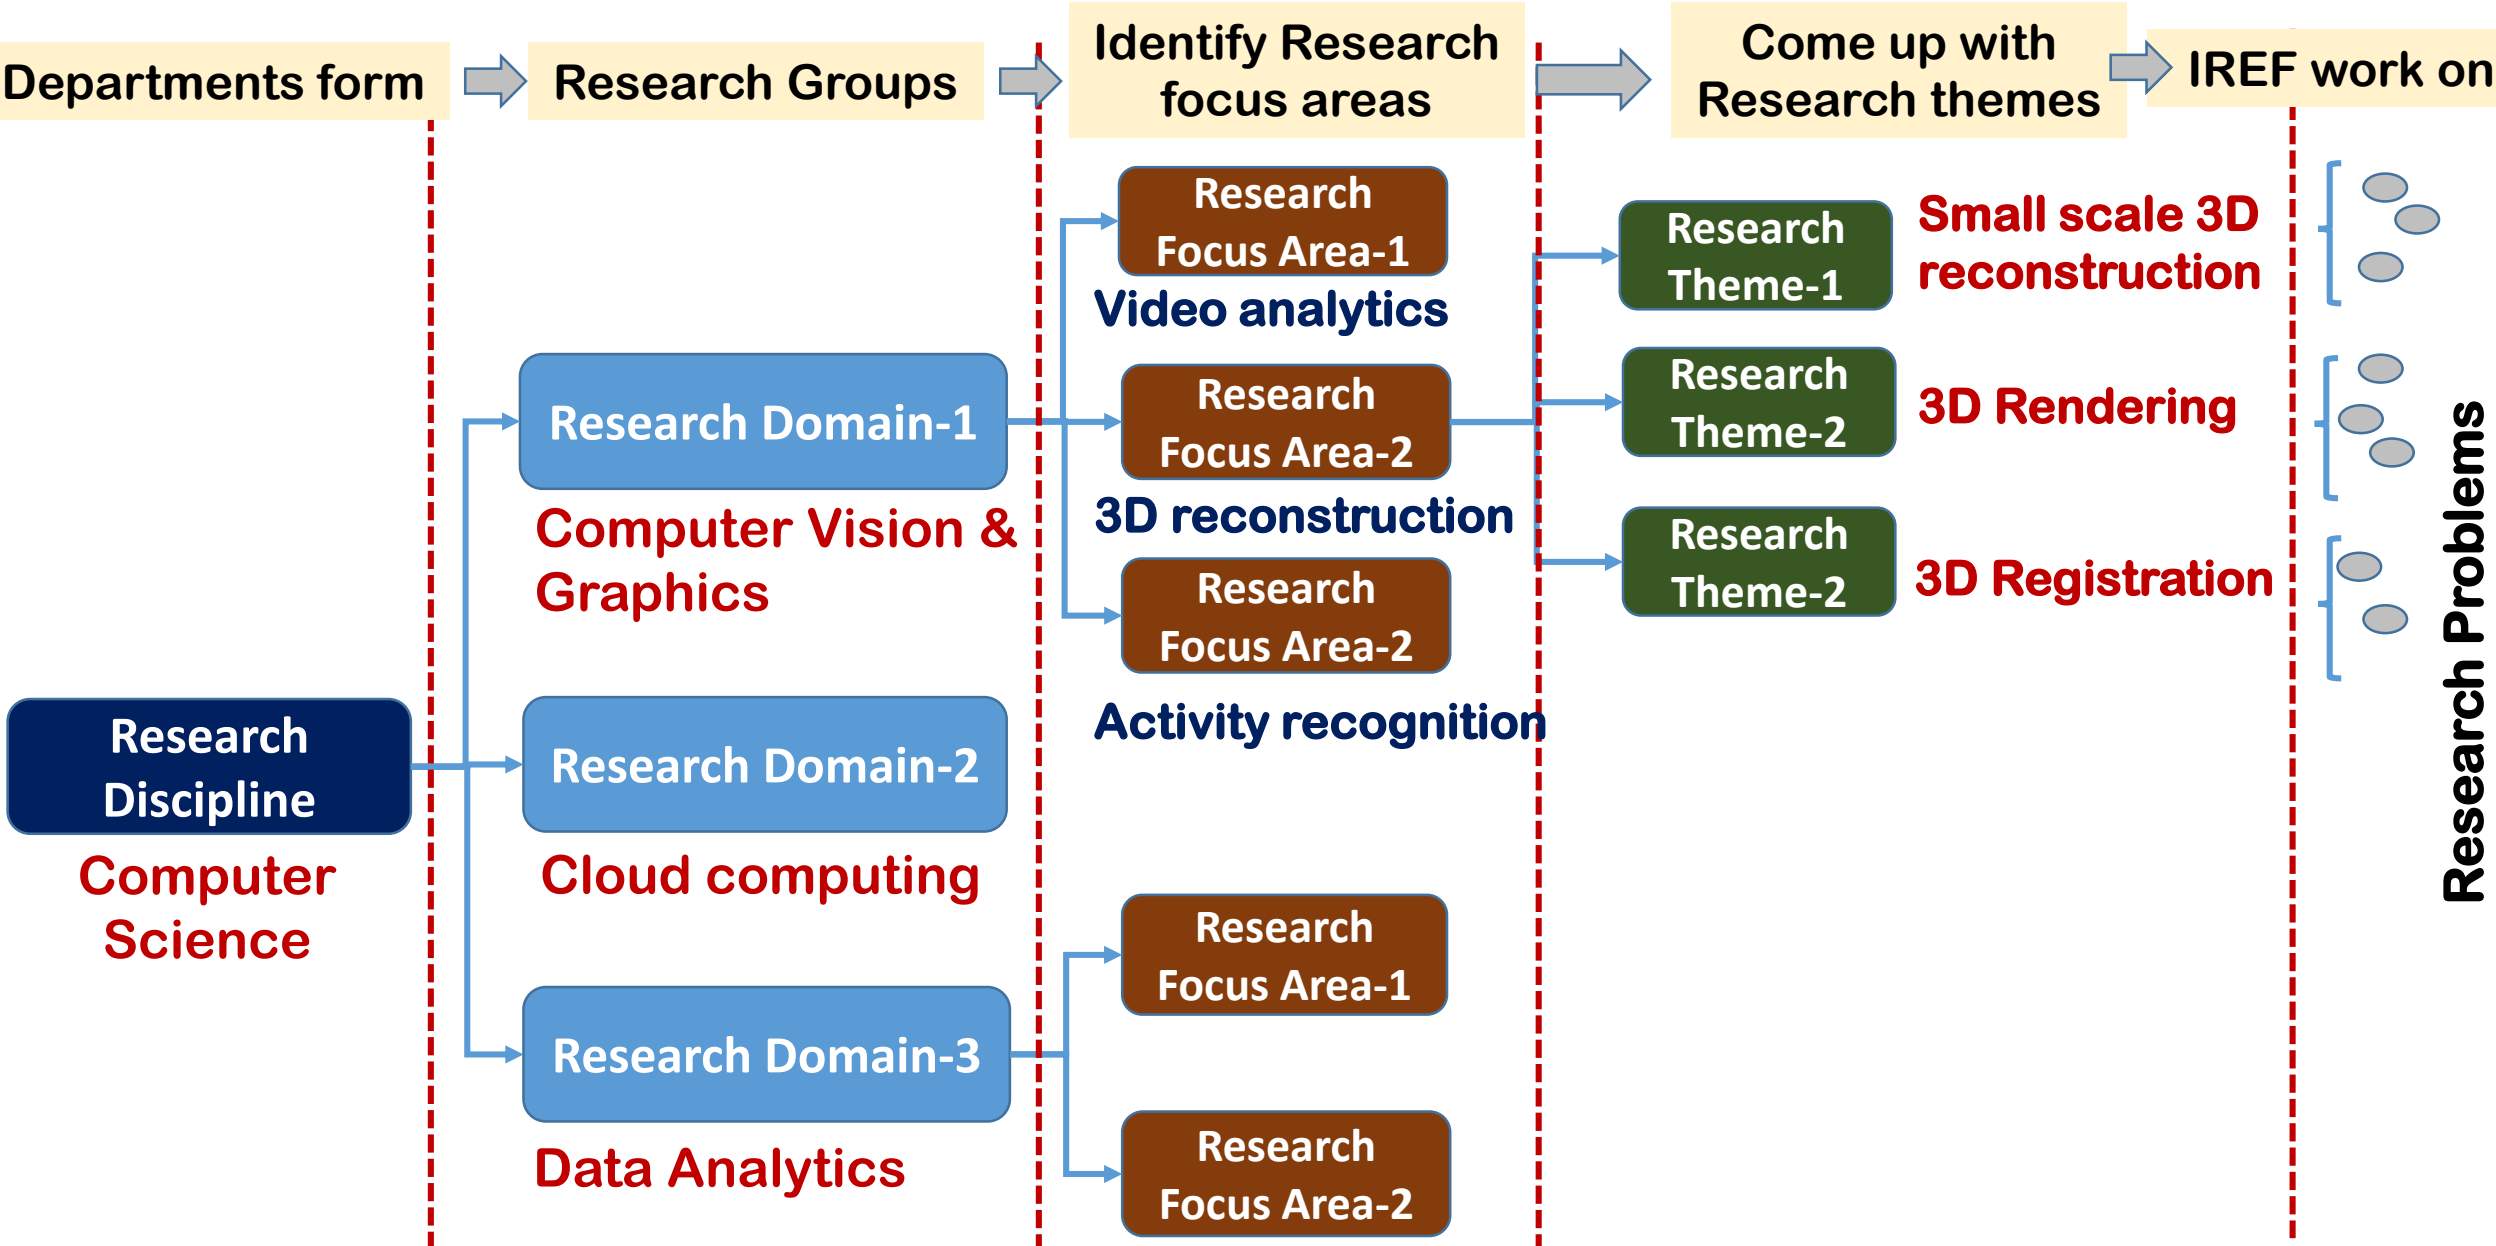 Departments form
Research Groups
Identify Research
focus areas
Come up with
Research themes
IREF work on
Research
Discipline
Computer
Science
Research Domain-1
Computer Vision &
Graphics
Research Domain-2
Cloud computing
Research Domain-3
Data Analytics
Research
Focus Area-1
Video analytics
Research
Focus Area-2
3D reconstruction
Research
Focus Area-2
Activity recognition
Research
Focus Area-1
Research
Focus Area-2
Research
Theme-1
Small scale 3D
reconstruction
Research
Theme-2
3D Rendering
Research
Theme-2
3D Registration
Research Problems